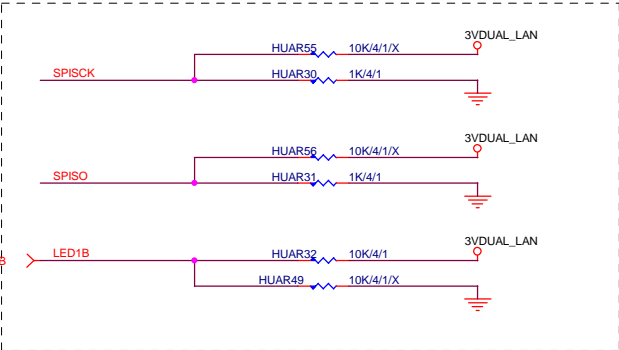 3VDUAL_LAN
HUAR55 10K/4/1/X
SPISCK HUAR30 1K/4/1
3VDUAL_LAN
HUAR56 10K/4/1/X
SPISO HUAR31 1K/4/1
3VDUAL_LAN
B LED1B HUAR32 10K/4/1
HUAR49 10K/4/1/X